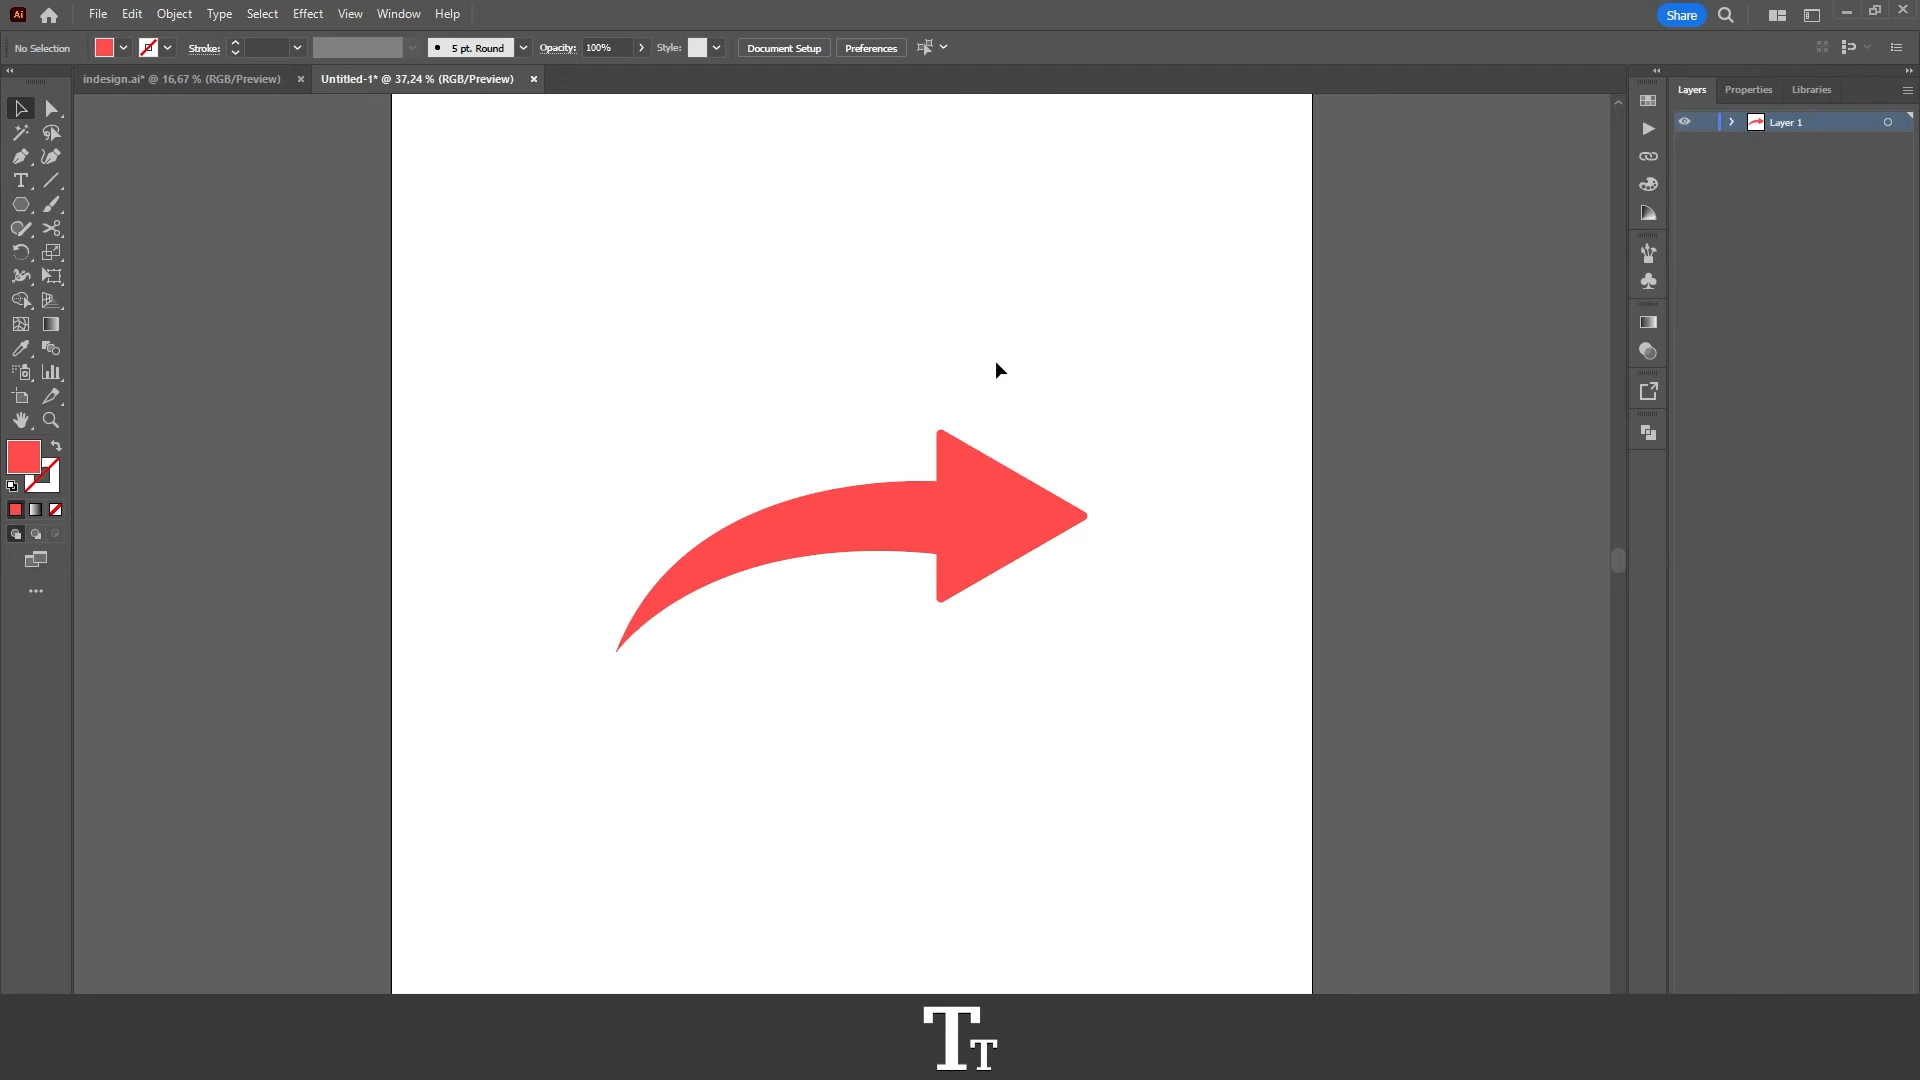 Ai File Edit Object Type Select Effect View Window Help Share
No Selection Stroke: 5 pt. Round Opacity: 100% Style: Document Setup Preferences
indesign.ai* @ 16,67 % (RGB/Preview) × Untitled-1* @ 37,24 % (RGB/Preview) ×
Layers Properties Libraries
Layer 1
T
TT